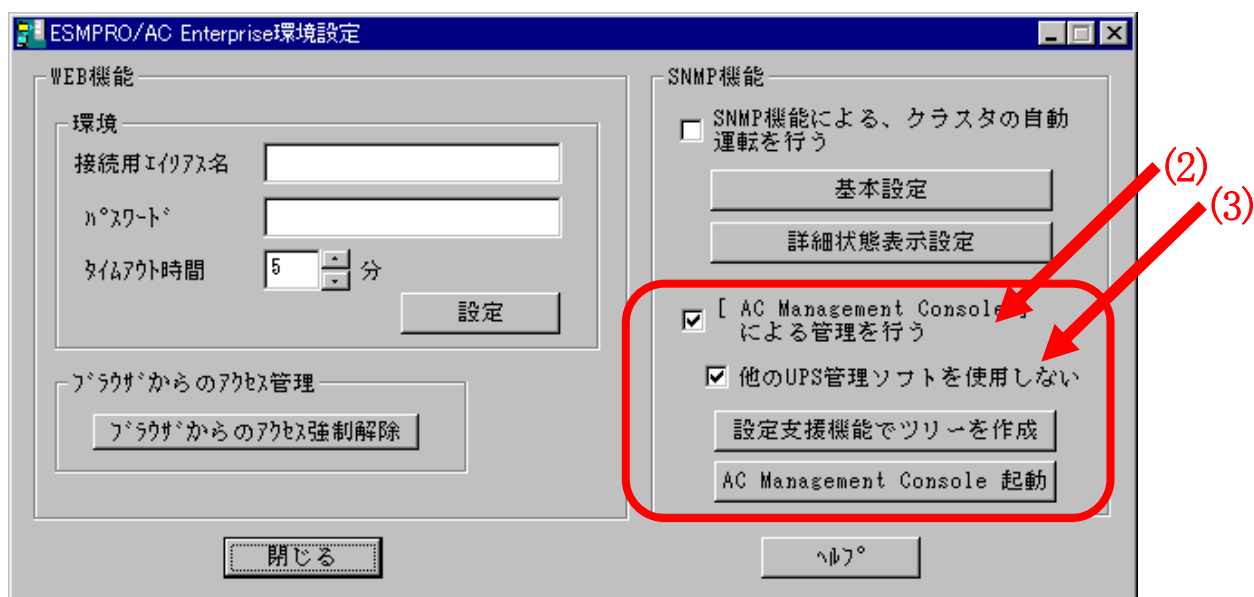 ESMPRO/AC Enterprise環境設定
WEB機能
環境
接続用ｴｲﾘｱｽ名
ﾊﾟｽﾜｰﾄﾞ
ﾀｲﾑｱｳﾄ時間
5
分
設定
ﾌﾞﾗｳｻﾞからのｱｸｾｽ管理
ﾌﾞﾗｳｻﾞからのｱｸｾｽ強制解除
閉じる
SNMP機能
SNMP機能による、クラスタの自動
運転を行う
基本設定
詳細状態表示設定
[ AC Management Console ]
による管理を行う
他のUPS管理ソフトを使用しない
設定支援機能でツリーを作成
AC Management Console 起動
ﾍﾙﾌﾟ
(2)
(3)